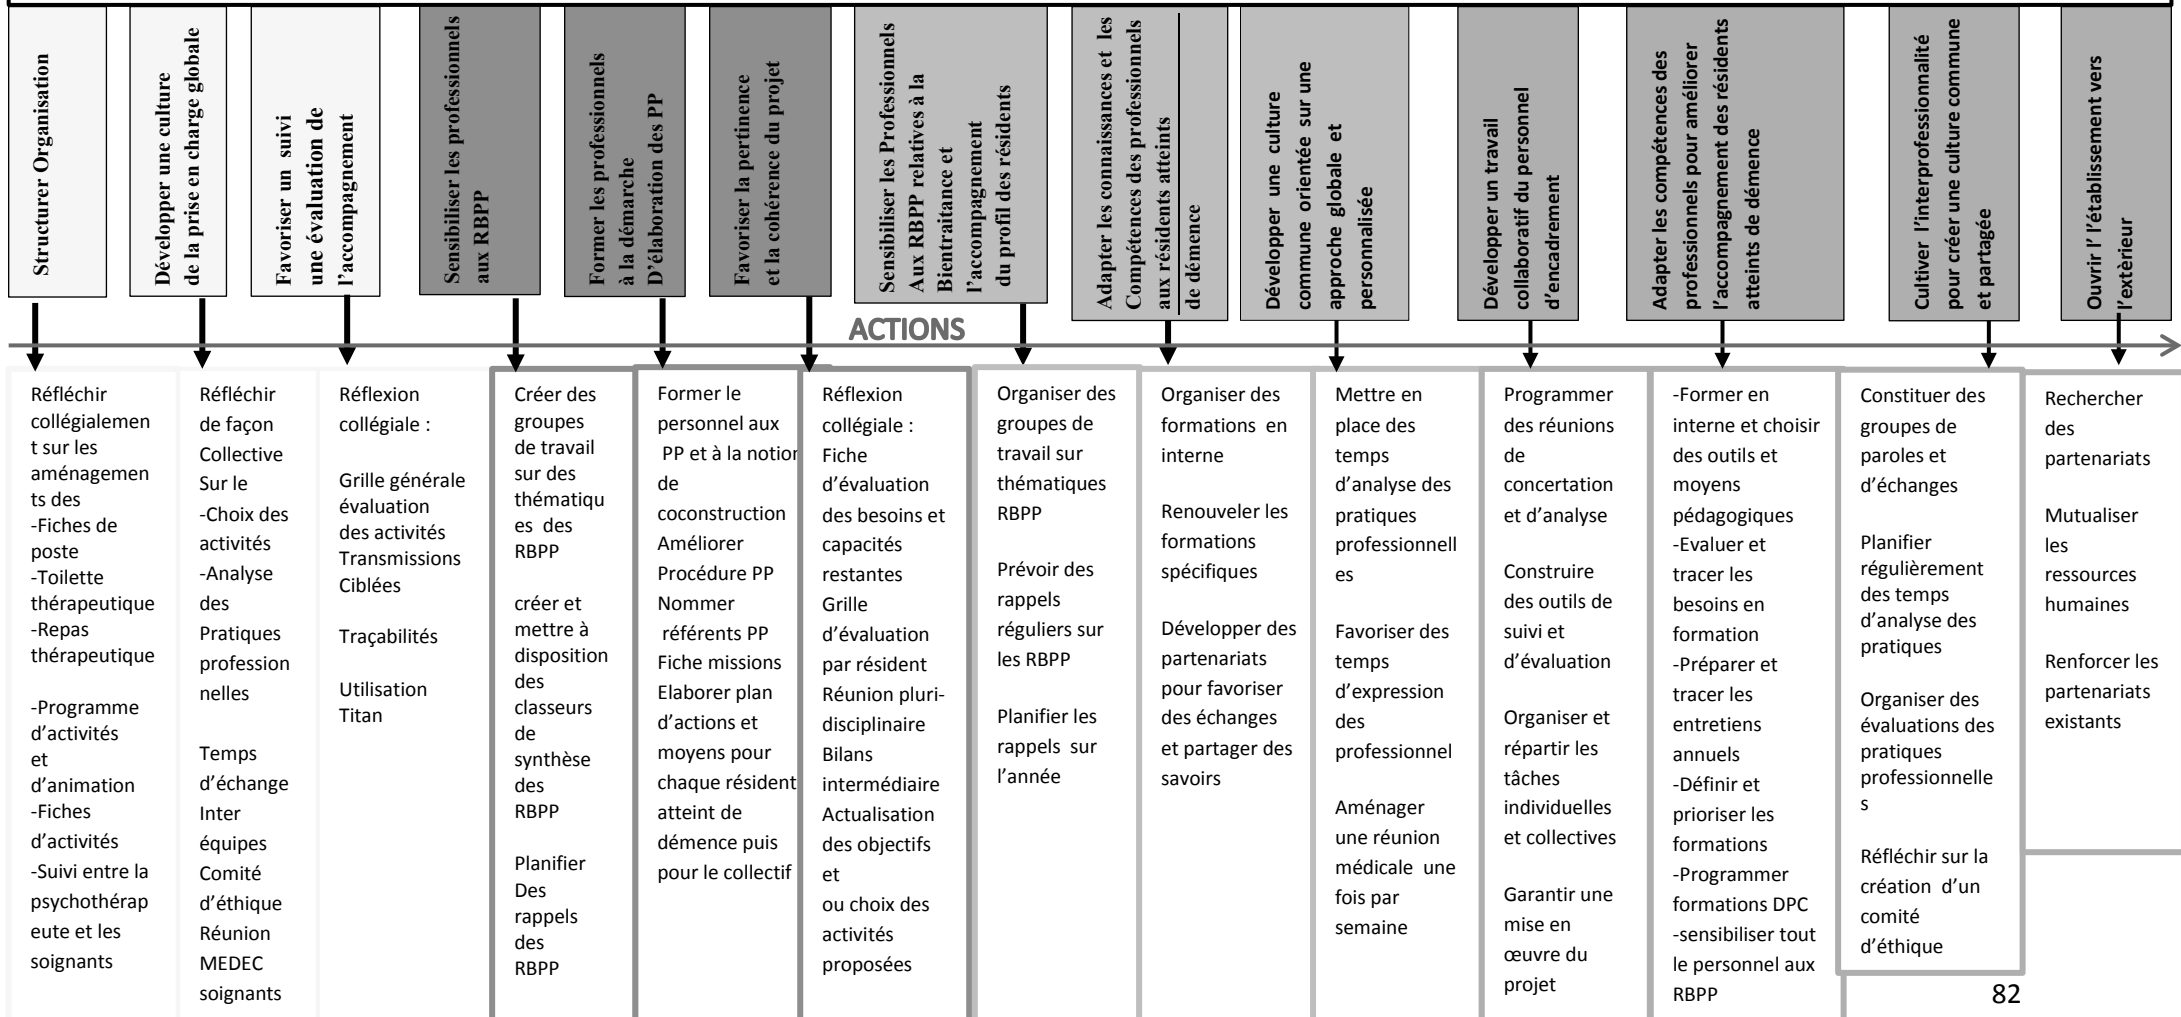 Structurer Organisation
Développer une culture
de la prise en charge globale
Favoriser un suivi
une évaluation de
l’accompagnement
Sensibiliser les professionnels
aux RBPP
Former les professionnels
à la démarche
D’élaboration des PP
Favoriser la pertinence
et la cohérence du projet
Sensibiliser les Professionnels
Aux RBPP relatives à la
Bientraitance et
l’accompagnement
du profil des résidents
Adapter les connaissances et les
Compétences des professionnels
aux résidents atteints
de démence
Développer une culture
commune orientée sur une
approche globale et
personnalisée
Développer un travail
collaboratif du personnel
d’encadrement
Adapter les compétences des
professionnels pour améliorer
l’accompagnement des résidents
atteints de démence
Cultiver l’interprofessionnalité
pour créer une culture commune
et partagée
Ouvrir l’ l’établissement vers
l’extèrieur
ACTIONS
Réfléchir
collégialemen
t sur les
aménagemen
ts des
-Fiches de
poste
-Toilette
thérapeutique
-Repas
thérapeutique
-Programme
d’activités
et
d’animation
-Fiches
d’activités
-Suivi entre la
psychothérap
eute et les
soignants
Réfléchir
de façon
Collective
Sur le
-Choix des
activités
-Analyse
des
Pratiques
profession
nelles
Temps
d’échange
Inter
équipes
Comité
d’éthique
Réunion
MEDEC
soignants
Réflexion
collégiale :
Grille générale
évaluation
des activités
Transmissions
Ciblées
Traçabilités
Utilisation
Titan
Créer des
groupes
de travail
sur des
thématiqu
es des
RBPP
créer et
mettre à
disposition
des
classeurs
de
synthèse
des
RBPP
Planifier
Des
rappels
des
RBPP
Former le
personnel aux
PP et à la notion
de
coconstruction
Améliorer
Procédure PP
Nommer
référents PP
Fiche missions
Elaborer plan
d’actions et
moyens pour
chaque résident
atteint de
démence puis
pour le collectif
Réflexion
collégiale :
Fiche
d’évaluation
des besoins et
capacités
restantes
Grille
d’évaluation
par résident
Réunion pluri-
disciplinaire
Bilans
intermédiaire
Actualisation
des objectifs
et
ou choix des
activités
proposées
Organiser des
groupes de
travail sur
thématiques
RBPP
Prévoir des
rappels
réguliers sur
les RBPP
Planifier les
rappels sur
l’année
Organiser des
formations en
interne
Renouveler les
formations
spécifiques
Développer des
partenariats
pour favoriser
des échanges
et partager des
savoirs
Mettre en
place des
temps
d’analyse des
pratiques
professionnell
es
Favoriser des
temps
d’expression
des
professionnel
Aménager
une réunion
médicale une
fois par
semaine
Programmer
des réunions
de
concertation
et d’analyse
Construire
des outils de
suivi et
d’évaluation
Organiser et
répartir les
tâches
individuelles
et collectives
Garantir une
mise en
œuvre du
projet
-Former en
interne et choisir
des outils et
moyens
pédagogiques
-Evaluer et
tracer les
besoins en
formation
-Préparer et
tracer les
entretiens
annuels
-Définir et
prioriser les
formations
-Programmer
formations DPC
-sensibiliser tout
le personnel aux
RBPP
Constituer des
groupes de
paroles et
d’échanges
Planifier
régulièrement
des temps
d’analyse des
pratiques
Organiser des
évaluations des
pratiques
professionnelle
s
Réfléchir sur la
création d’un
comité
d’éthique
Rechercher
des
partenariats
Mutualiser
les
ressources
humaines
Renforcer les
partenariats
existants
82